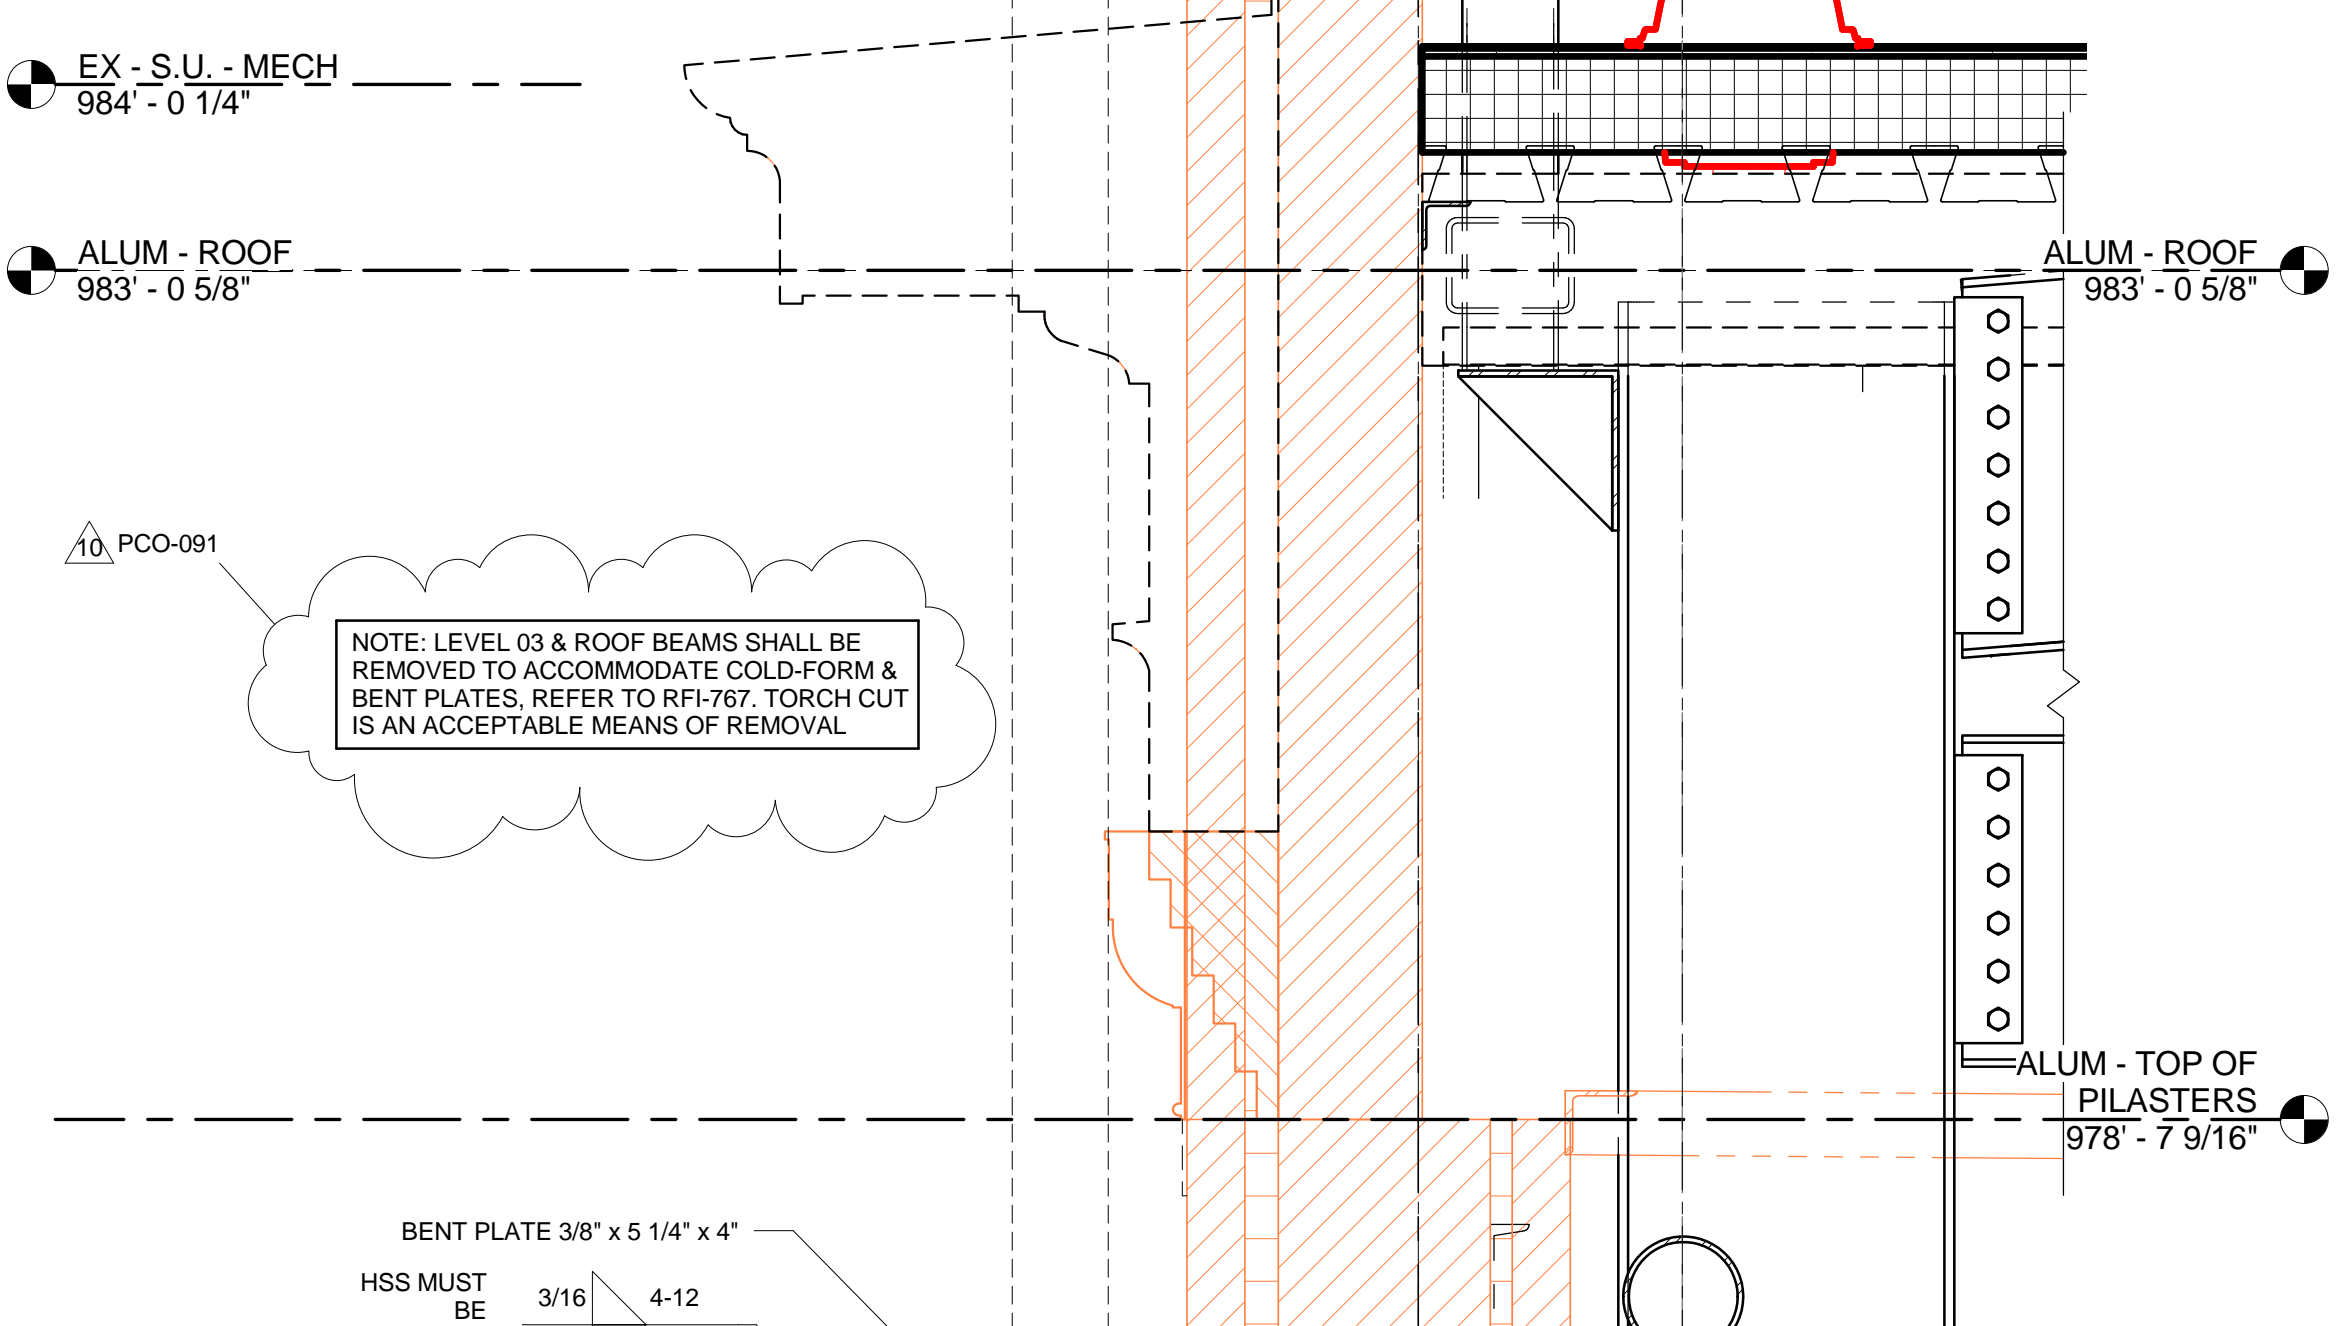 EX - S.U. - MECH
984' - 0 1/4"
ALUM - ROOF
983' - 0 5/8"
ALUM - ROOF
983' - 0 5/8"
10 PCO-091
NOTE: LEVEL 03 & ROOF BEAMS SHALL BE
REMOVED TO ACCOMMODATE COLD-FORM &
BENT PLATES, REFER TO RFI-767. TORCH CUT
IS AN ACCEPTABLE MEANS OF REMOVAL
ALUM - TOP OF
PILASTERS
978' - 7 9/16"
BENT PLATE 3/8" x 5 1/4" x 4"
HSS MUST
BE
3/16 4-12